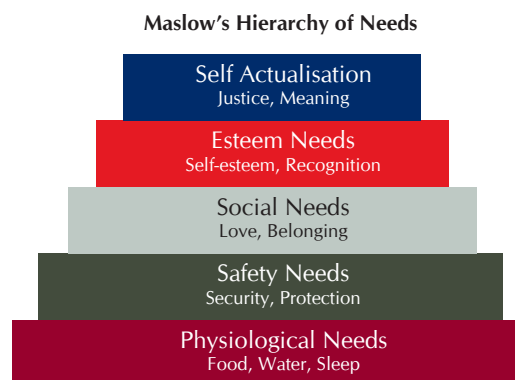 Maslow's Hierarchy of Needs
Self Actualisation
Justice, Meaning
Esteem Needs
Self-esteem, Recognition
Social Needs
Love, Belonging
Safety Needs
Security, Protection
Physiological Needs
Food, Water, Sleep